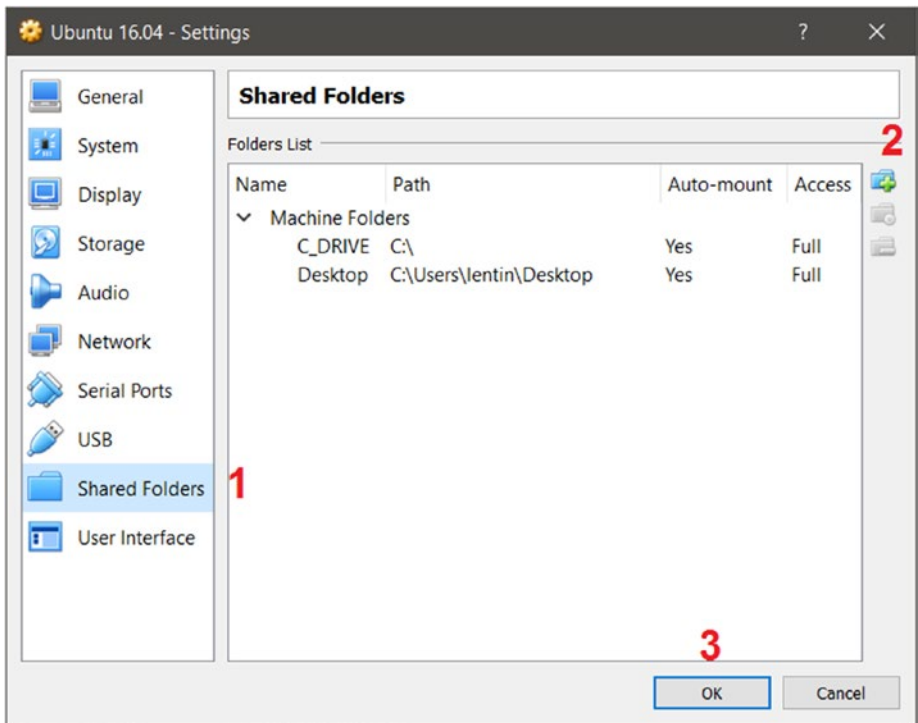 Ubuntu 16.04 - Settings ?
General
System
Display
Storage
Audio
Network
Serial Ports
USB
Shared Folders
User Interface
1
Shared Folders
2
Folders List
Name Path Auto-mount Access
Machine Folders
C_DRIVE C:\ Yes Full
Desktop C:\Users\lentin\Desktop Yes Full
3
OK Cancel